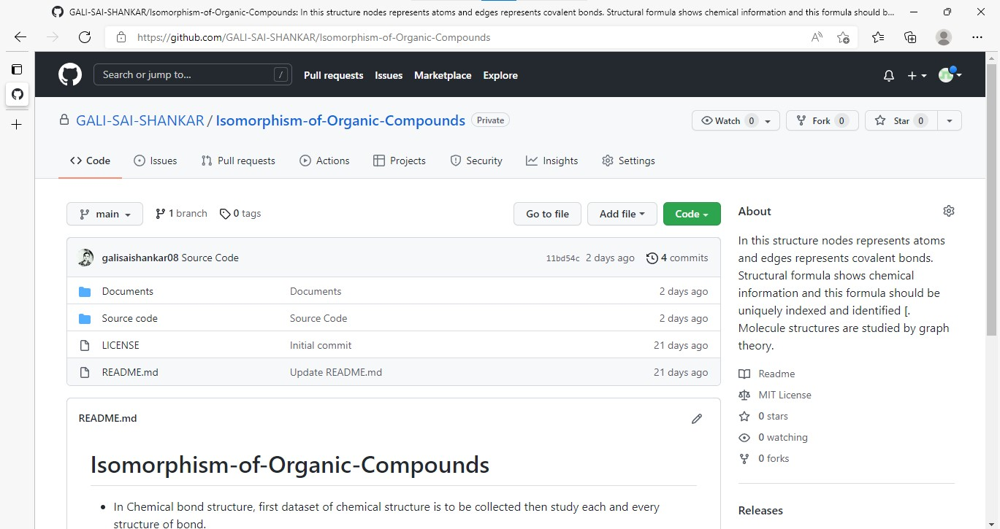 GALI-SAI-SHANKAR/Isomorphism-of-Organic-Compounds: In this structure nodes represents atoms and edges represents covalent bonds. Structural formula shows chemical information and this formula should b...
https://github.com/GALI-SAI-SHANKAR/Isomorphism-of-Organic-Compounds
Search or jump to... / Pull requests Issues Marketplace Explore
GALI-SAI-SHANKAR / Isomorphism-of-Organic-Compounds Private Watch 0 Fork 0 Star 0
Code Issues Pull requests Actions Projects Security Insights Settings
main 1 branch 0 tags Go to file Add file Code
galisaishankar08 Source Code 11bd54c 2 days ago 4 commits
Documents Documents 2 days ago
Source code Source Code 2 days ago
LICENSE Initial commit 21 days ago
README.md Update README.md 21 days ago
README.md
Isomorphism-of-Organic-Compounds
• In Chemical bond structure, first dataset of chemical structure is to be collected then study each and every
structure of bond.
About
In this structure nodes represents atoms
and edges represents covalent bonds.
Structural formula shows chemical
information and this formula should be
uniquely indexed and identified [.
Molecule structures are studied by graph
theory.
Readme
MIT License
0 stars
0 watching
0 forks
Releases